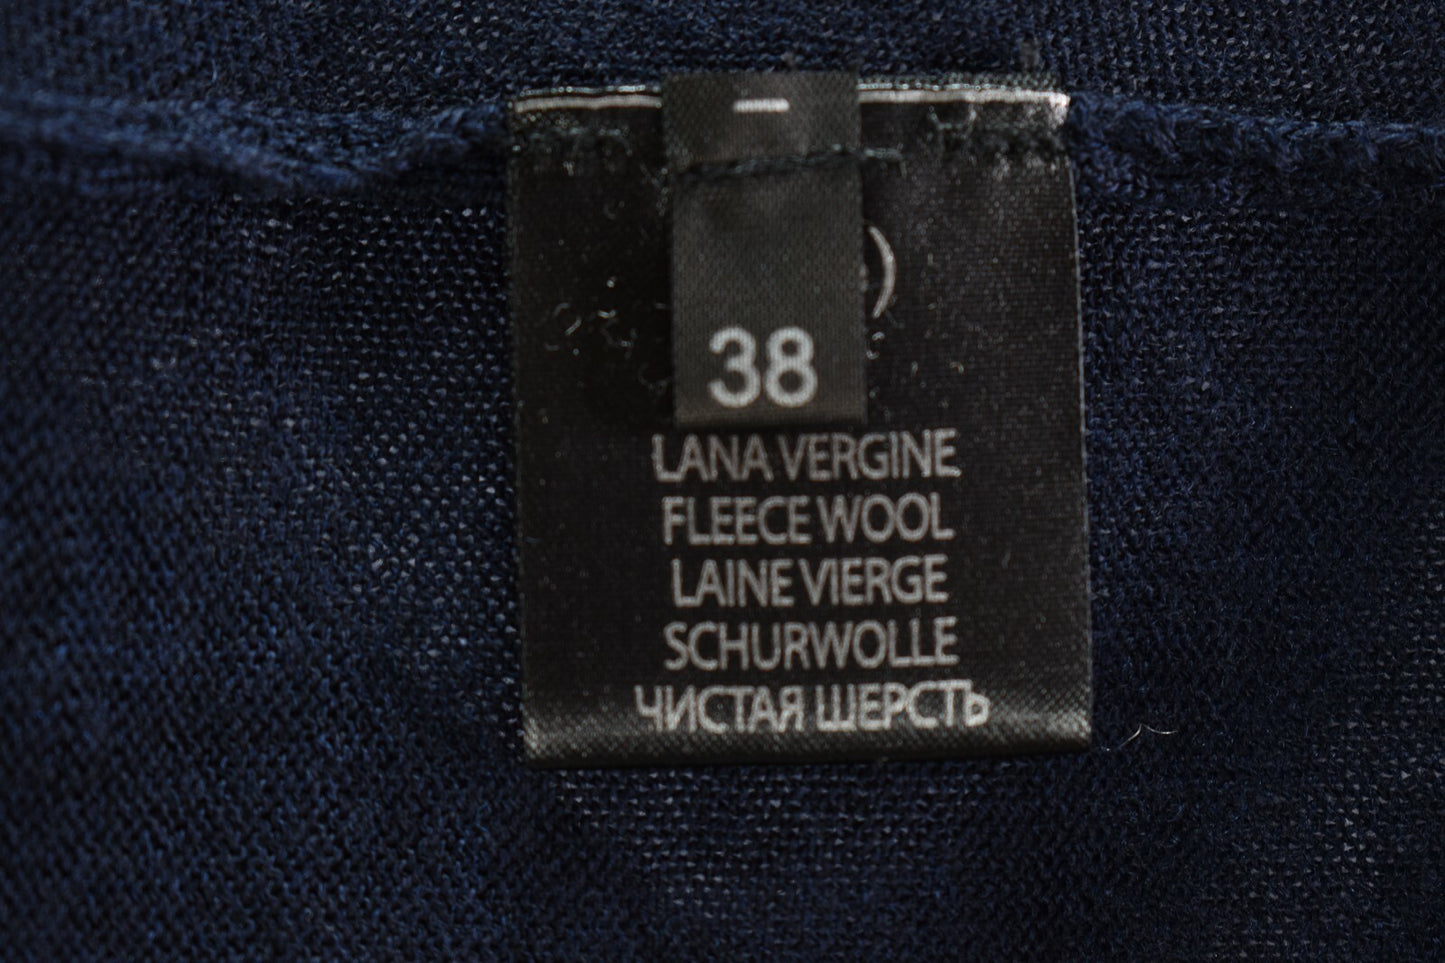 )
38
LANA VERGINE
FLEECE WOOL
LAINE VIERGE
SCHURWOLLE
ЧИСТАЯ ШЕРСТЬ